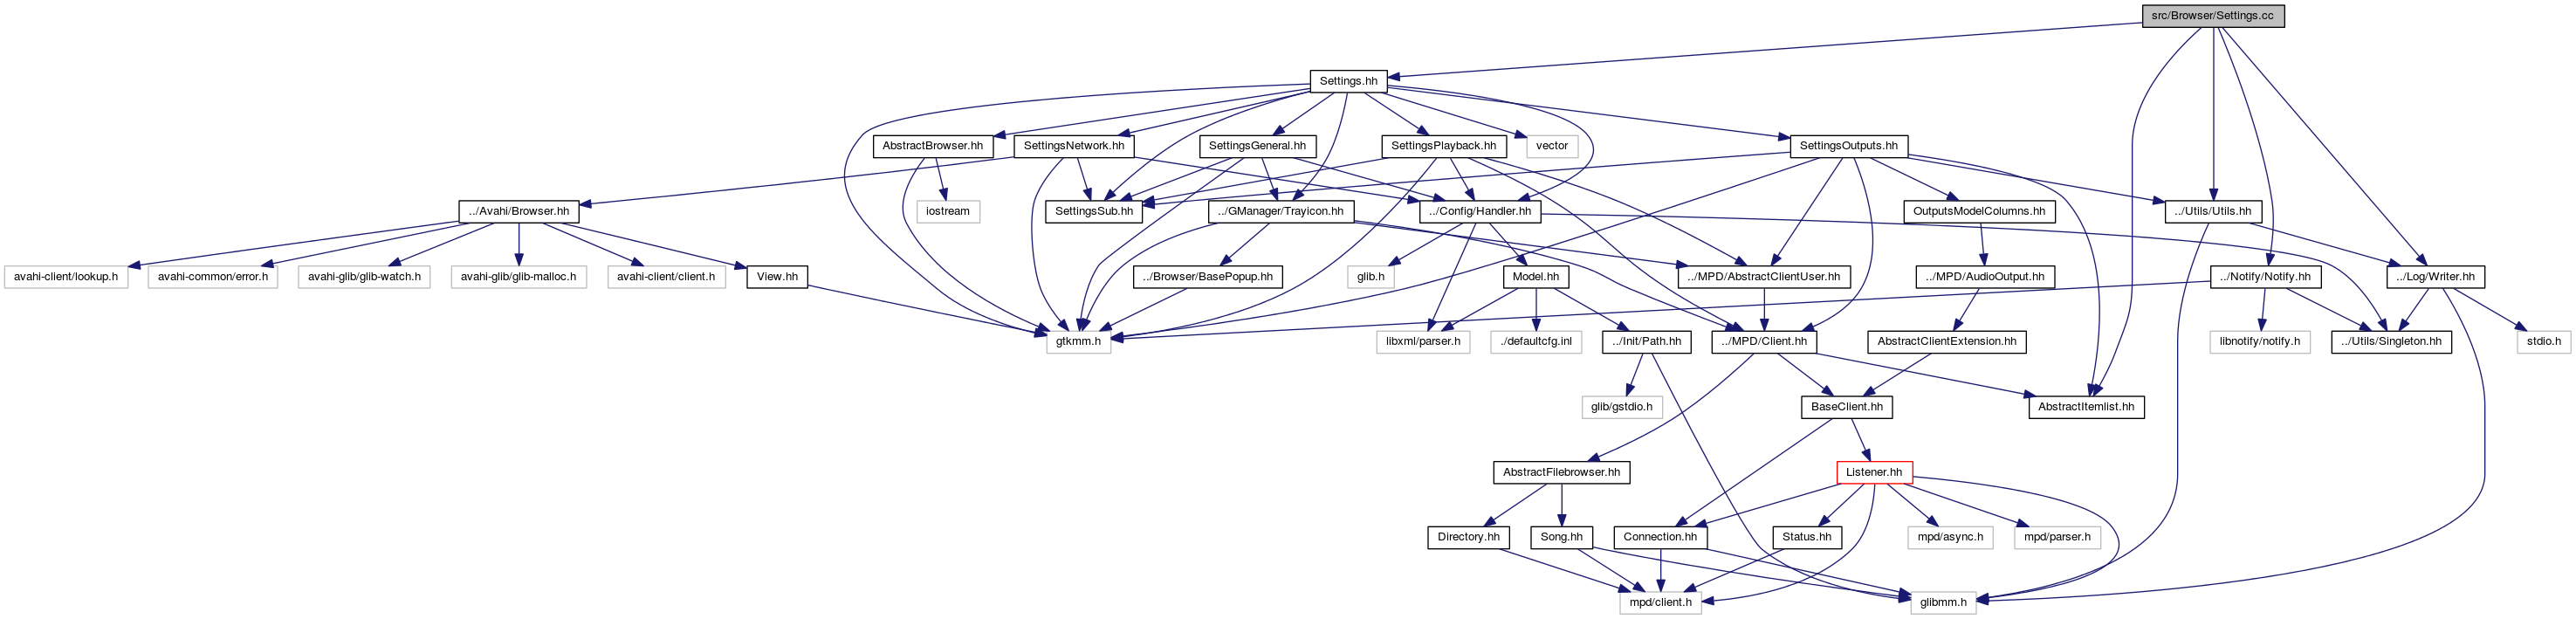 src/Browser/Settings.cc
Settings.hh
AbstractBrowser.hh
SettingsNetwork.hh
SettingsGeneral.hh
SettingsPlayback.hh
vector
SettingsOutputs.hh
../Avahi/Browser.hh
iostream
SettingsSub.hh
../GManager/Trayicon.hh
../Config/Handler.hh
OutputsModelColumns.hh
../Utils/Utils.hh
avahi-client/lookup.h
avahi-common/error.h
avahi-glib/glib-watch.h
avahi-glib/glib-malloc.h
avahi-client/client.h
View.hh
../Browser/BasePopup.hh
glib.h
Model.hh
../MPD/AbstractClientUser.hh
../MPD/AudioOutput.hh
../Notify/Notify.hh
../Log/Writer.hh
gtkmm.h
libxml/parser.h
./defaultcfg.inl
../Init/Path.hh
../MPD/Client.hh
AbstractClientExtension.hh
libnotify/notify.h
../Utils/Singleton.hh
stdio.h
glib/gstdio.h
BaseClient.hh
AbstractItemlist.hh
AbstractFilebrowser.hh
Listener.hh
Directory.hh
Song.hh
Connection.hh
Status.hh
mpd/async.h
mpd/parser.h
mpd/client.h
glibmm.h